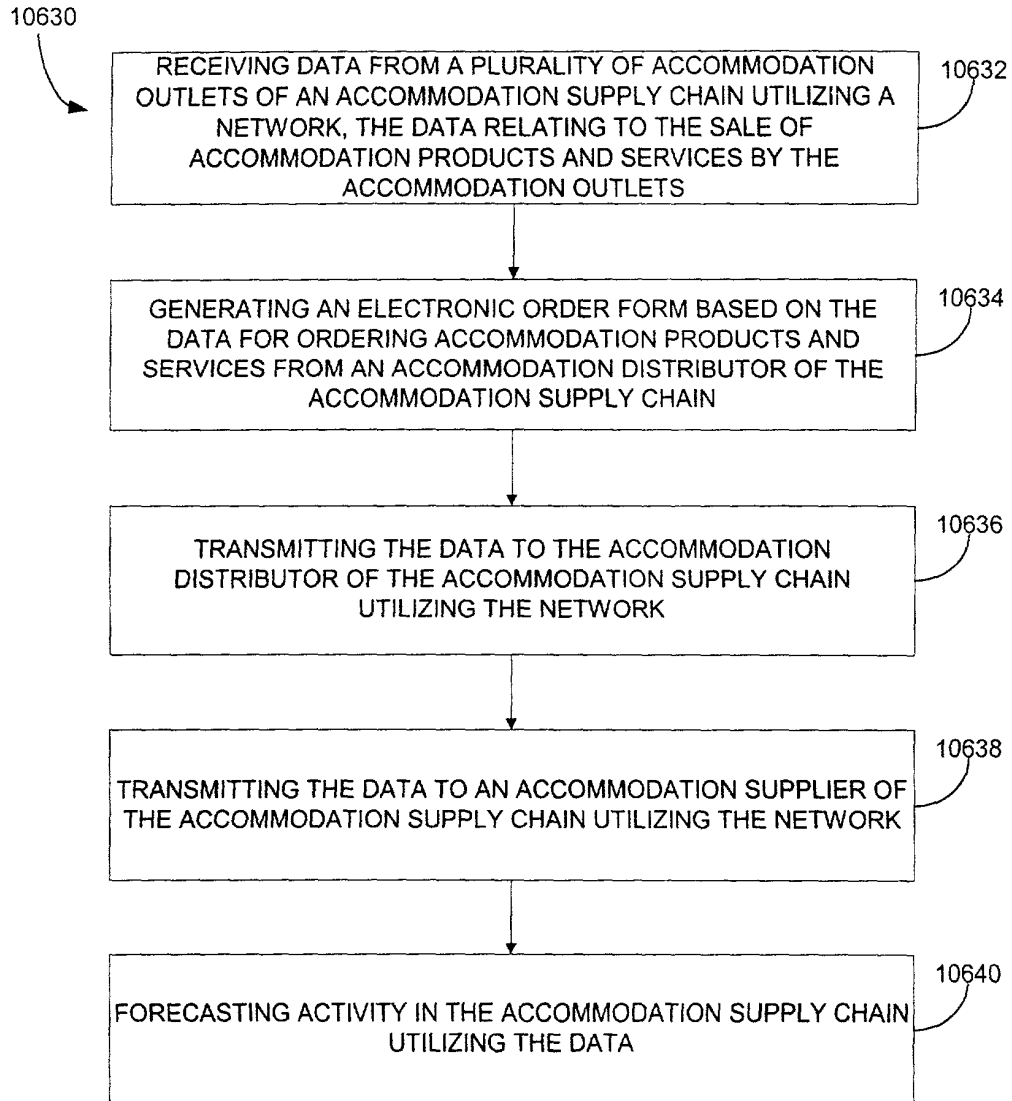 10630
RECEIVING DATA FROM A PLURALITY OF ACCOMMODATION
OUTLETS OF AN ACCOMMODATION SUPPLY CHAIN UTILIZING A
NETWORK, THE DATA RELATING TO THE SALE OF
ACCOMMODATION PRODUCTS AND SERVICES BY THE
ACCOMMODATION OUTLETS
10632
GENERATING AN ELECTRONIC ORDER FORM BASED ON THE
DATA FOR ORDERING ACCOMMODATION PRODUCTS AND
SERVICES FROM AN ACCOMMODATION DISTRIBUTOR OF THE
ACCOMMODATION SUPPLY CHAIN
10634
TRANSMITTING THE DATA TO THE ACCOMMODATION
DISTRIBUTOR OF THE ACCOMMODATION SUPPLY CHAIN
UTILIZING THE NETWORK
10636
TRANSMITTING THE DATA TO AN ACCOMMODATION SUPPLIER OF
THE ACCOMMODATION SUPPLY CHAIN UTILIZING THE NETWORK
10638
FORECASTING ACTIVITY IN THE ACCOMMODATION SUPPLY CHAIN
UTILIZING THE DATA
10640